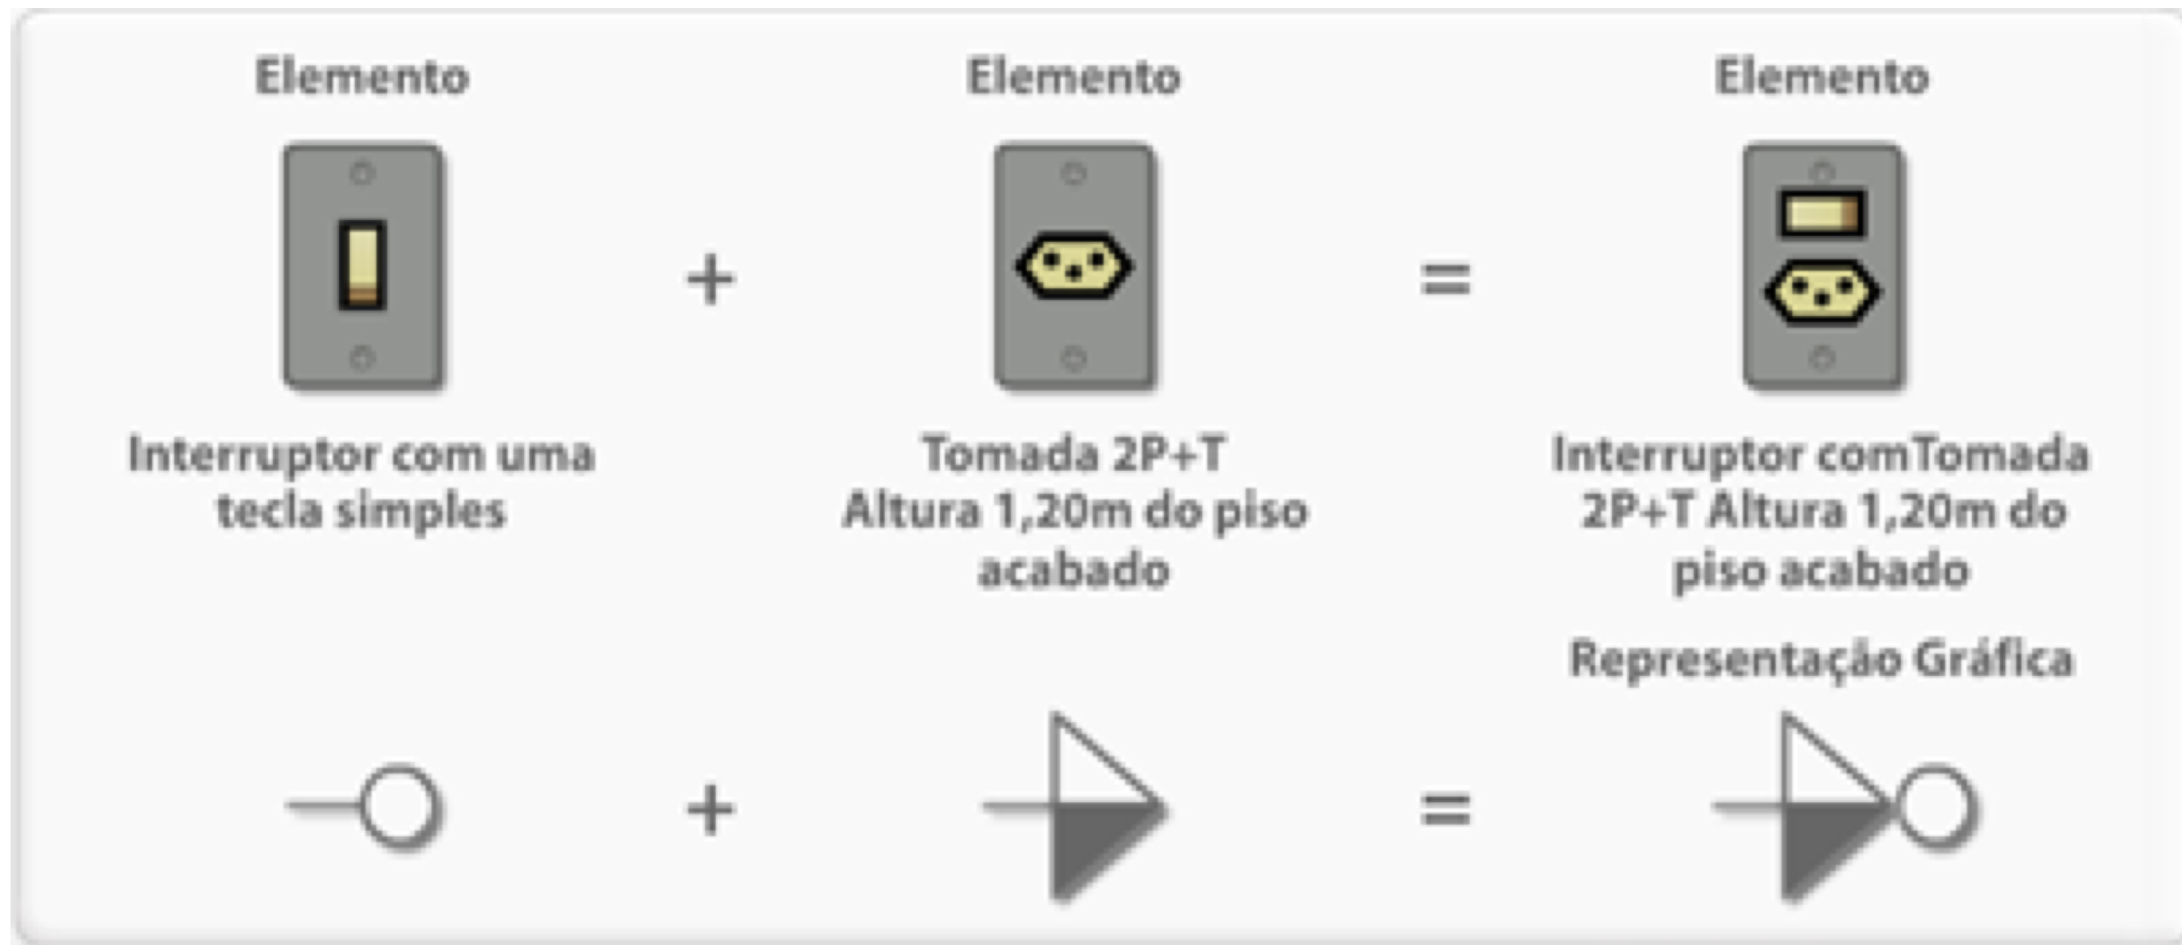 Elemento
Elemento
Elemento
+
=
Interruptor com uma
tecla simples
Tomada 2P+T
Altura 1,20m do piso
acabado
Interruptor comTomada
2P+T Altura 1,20m do
piso acabado
Representação Gráfica
+
=